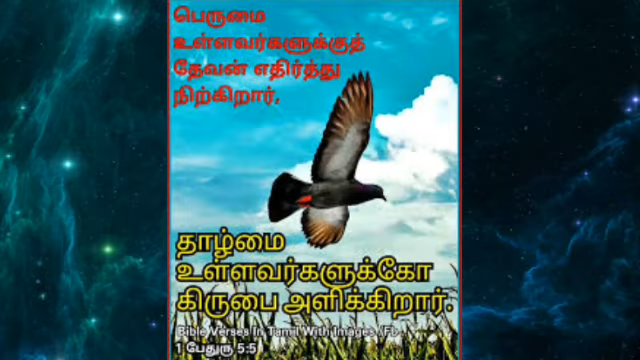 பெருமை
உள்ளவர்களுக்குத்
தேவன் எதிர்த்து
நிற்கிறார்,
தாழ்மை
உள்ளவர்களுக்கோ
கிருபை அளிக்கிறார்.
Bible Verses In Tamil With Images (Fb
1 பேதுரு 5:5